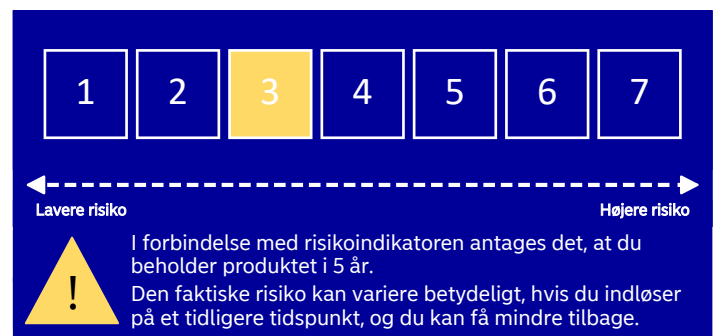 1 2 3 4 5 6 7
Lavere risiko Højere risiko
I forbindelse med risikoindikatoren antages det, at du
beholder produktet i 5 år.
!
Den faktiske risiko kan variere betydeligt, hvis du indløser
på et tidligere tidspunkt, og du kan få mindre tilbage.